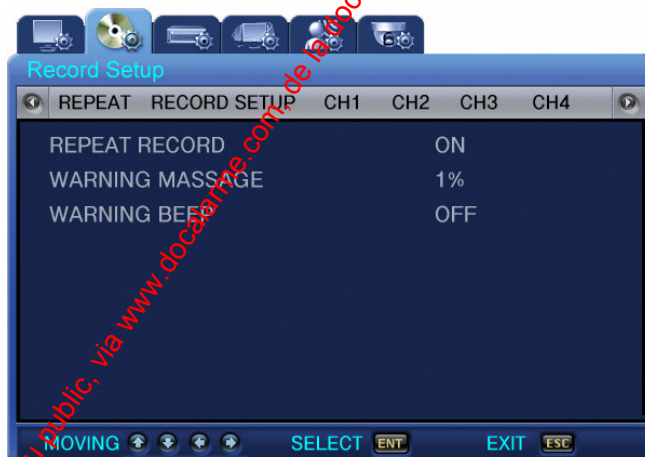 6
Record Setup
REPEAT RECORD SETUP CH1 CH2 CH3 CH4
REPEAT RECORD ON
WARNING MASSAGE 1%
WARNING BEEP OFF
MOVING SELECT ENT EXIT ESC
public, via www.docalarme.com, de la doc